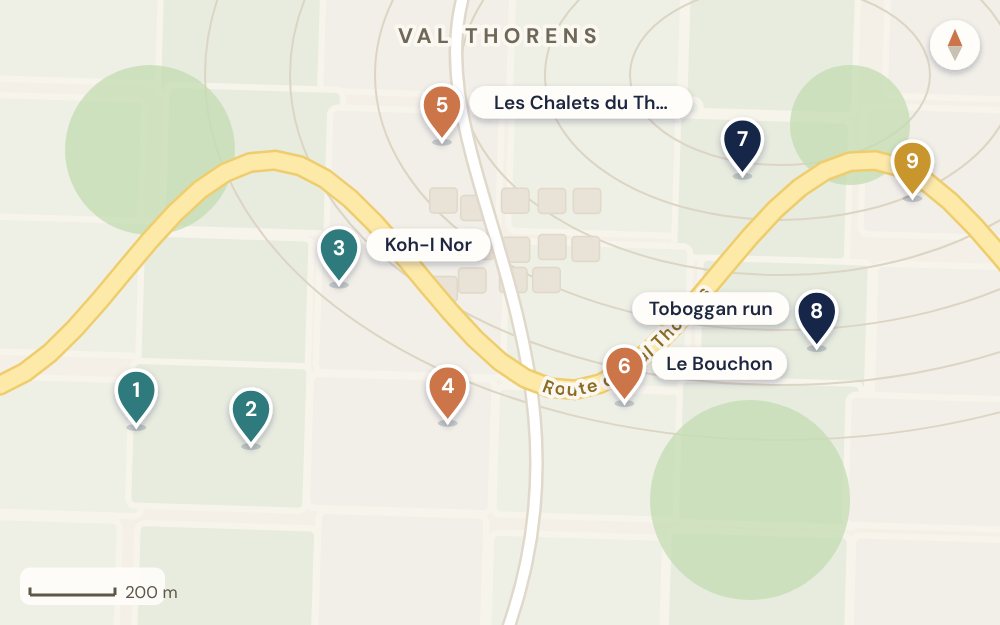 VAL THORENS
5
Les Chalets du Th…
7
9
3
Koh-I Nor
Toboggan run
8
6
Le Bouchon
Route
1
2
4
200 m